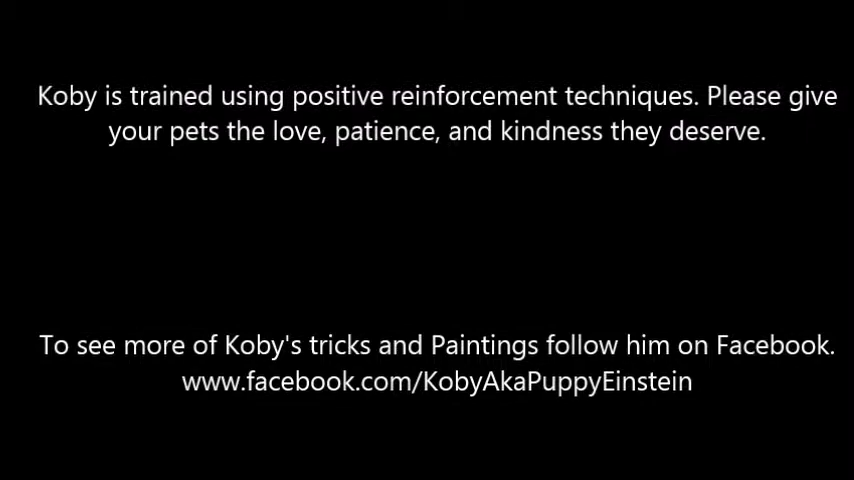 Koby is trained using positive reinforcement techniques. Please give
your pets the love, patience, and kindness they deserve.
To see more of Koby's tricks and Paintings follow him on Facebook.
www.facebook.com/KobyAkaPuppyEinstein